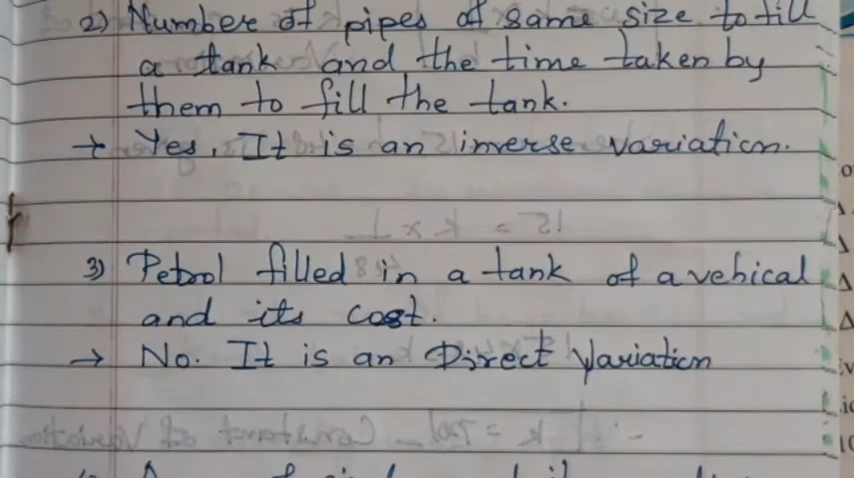 2) Number of pipes of same size to fill
a tank and the time taken by
them to fill the tank.
→ Yes, It is an inverse variation.
3) Petrol filled in a tank of a vehical
and its cost.
→ No. It is an Direct Variation